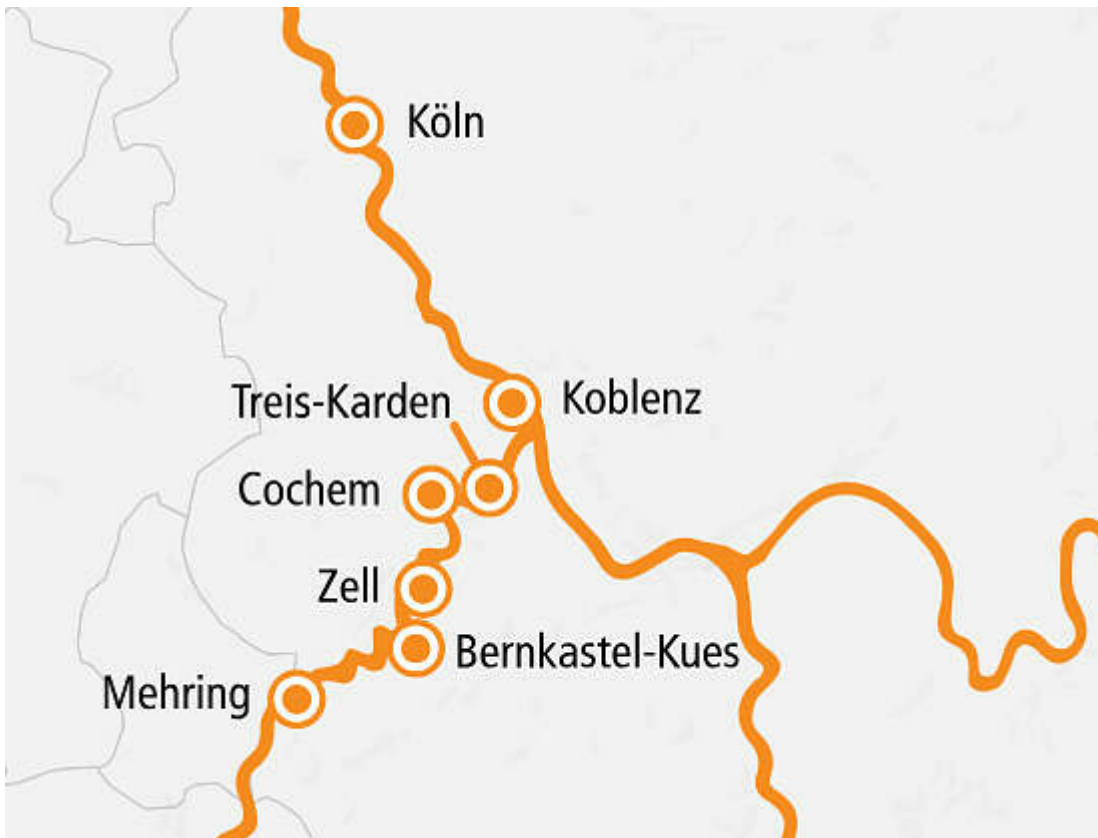 Köln
Treis-Karden
Koblenz
Cochem
Zell
Bernkastel-Kues
Mehring